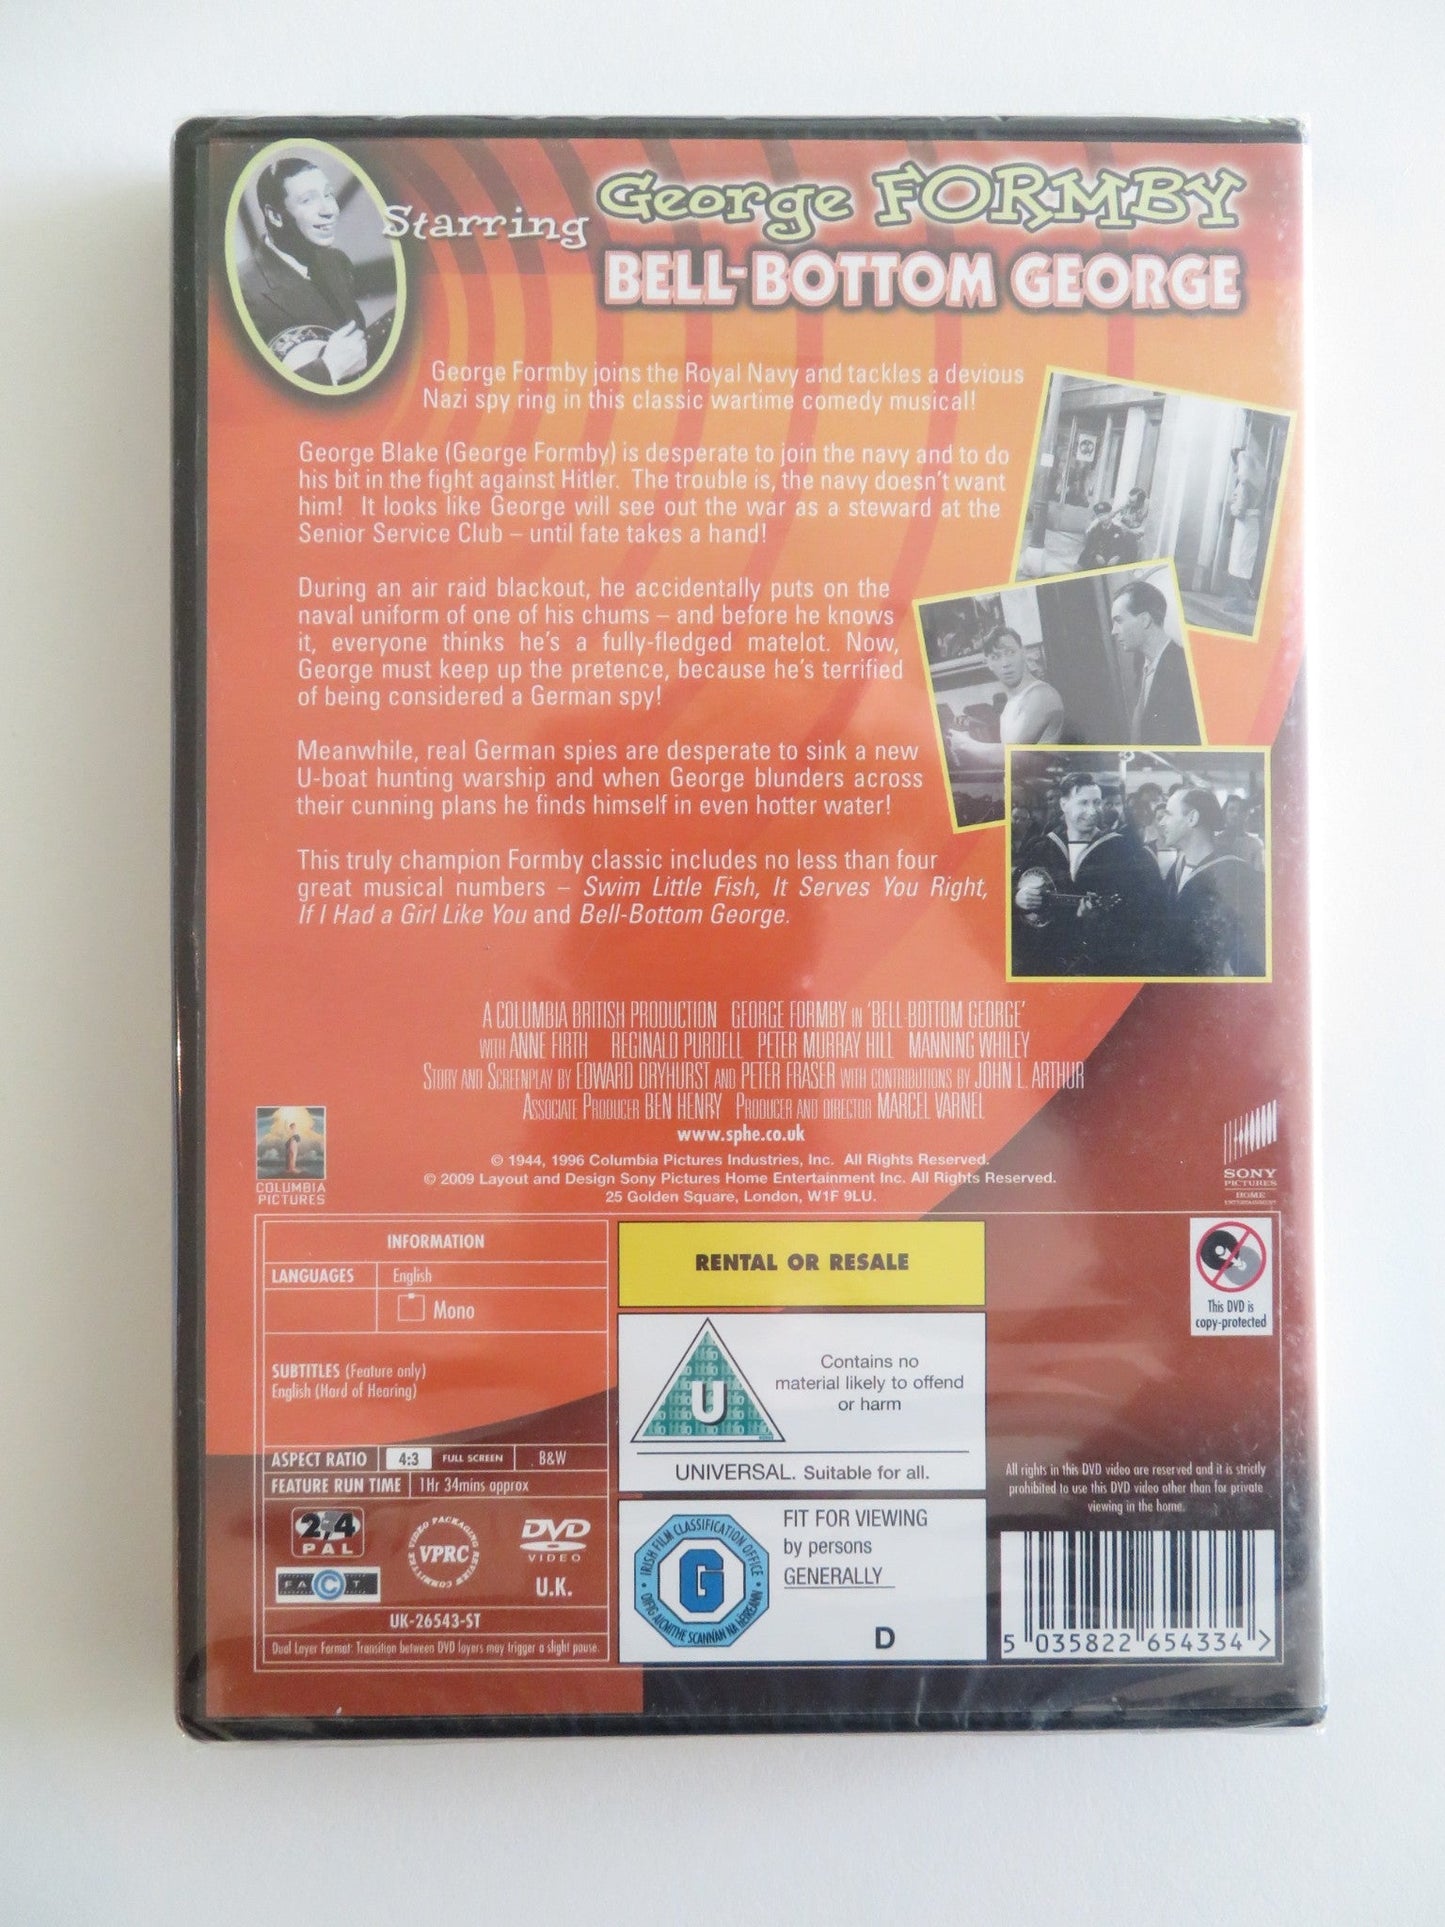 Starring George FORMBY
BELL-BOTTOM GEORGE
George Formby joins the Royal Navy and tackles a devious
Nazi spy ring in this classic wartime comedy musical!
George Blake (George Formby) is desperate to join the navy and to do
his bit in the fight against Hitler. The trouble is, the navy doesn't want
him! It looks like George will see out the war as a steward at the
Senior Service Club – until fate takes a hand!
During an air raid blackout, he accidentally puts on the
naval uniform of one of his chums – and before he knows
it, everyone thinks he's a fully-fledged matelot. Now,
George must keep up the pretence, because he's terrified
of being considered a German spy!
Meanwhile, real German spies are desperate to sink a new
U-boat hunting warship and when George blunders across
their cunning plans he finds himself in even hotter water!
This truly champion Formby classic includes no less than four
great musical numbers – Swim Little Fish, It Serves You Right,
If I Had a Girl Like You and Bell-Bottom George.
A COLUMBIA BRITISH PRODUCTION GEORGE FORMBY IN 'BELL-BOTTOM GEORGE'
WITH ANNE FIRTH REGINALD PURDELL PETER MURRAY HILL MANNING WHILEY
STORY AND SCREENPLAY BY EDWARD DRYHURST AND PETER FRASER WITH CONTRIBUTIONS BY JOHN L. ARTHUR
ASSOCIATE PRODUCER BEN HENRY PRODUCER AND DIRECTOR MARCEL VARNEL
www.sphe.co.uk
© 1944, 1996 Columbia Pictures Industries, Inc. All Rights Reserved.
© 2009 Layout and Design Sony Pictures Home Entertainment Inc. All Rights Reserved.
25 Golden Square, London, W1F 9LU.
COLUMBIA
PICTURES
SONY
PICTURES
HOME
ENTERTAINMENT
INFORMATION
LANGUAGES English
Mono
SUBTITLES (Feature only)
English (Hard of Hearing)
ASPECT RATIO 4:3 FULL SCREEN B&W
FEATURE RUN TIME 1Hr 34mins approx
2,4
PAL
VIDEO PACKAGING REVIEW COMMITTEE
VPRC
DVD
VIDEO
FACT
U.K.
UK-26543-ST
Dual Layer Format: Transition between DVD layers may trigger a slight pause.
RENTAL OR RESALE
U
Contains no
material likely to offend
or harm
UNIVERSAL. Suitable for all.
IRISH FILM CLASSIFICATION OFFICE
G
OIFIG AICMITHE SCANNÁN NA HÉIREANN
FIT FOR VIEWING
by persons
GENERALLY
D
This DVD is
copy-protected
All rights in this DVD video are reserved and it is strictly
prohibited to use this DVD video other than for private
viewing in the home.
5 035822 654334 >